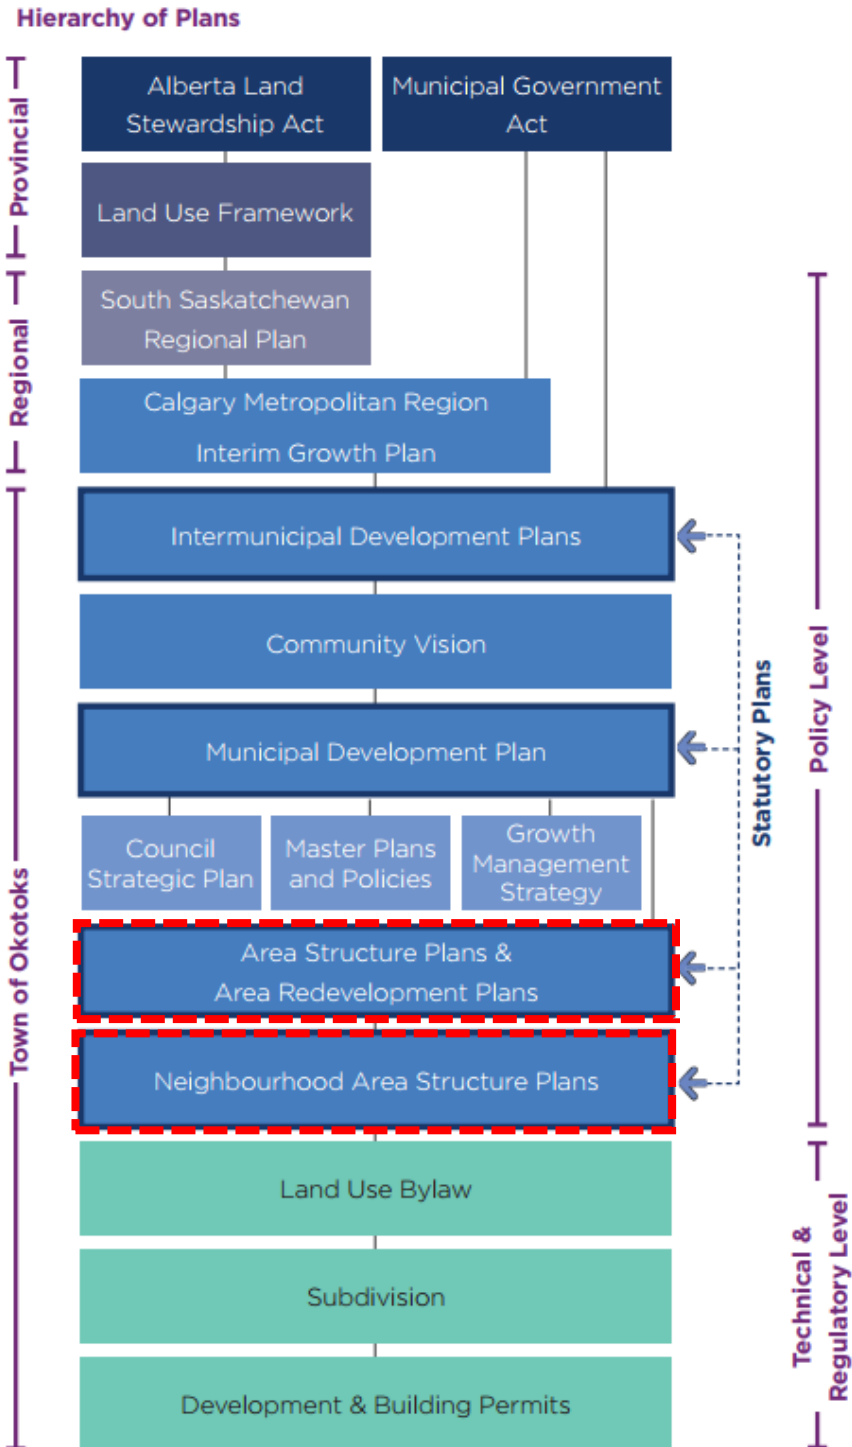 Hierarchy of Plans
Provincial
Alberta Land
Stewardship Act
Municipal Government
Act
Land Use Framework
Regional
South Saskatchewan
Regional Plan
Calgary Metropolitan Region
Interim Growth Plan
Town of Okotoks
Intermunicipal Development Plans
Community Vision
Municipal Development Plan
Council
Strategic Plan
Master Plans
and Policies
Growth
Management
Strategy
Area Structure Plans &
Area Redevelopment Plans
Neighbourhood Area Structure Plans
Statutory Plans
Policy Level
Land Use Bylaw
Subdivision
Development & Building Permits
Technical &
Regulatory Level